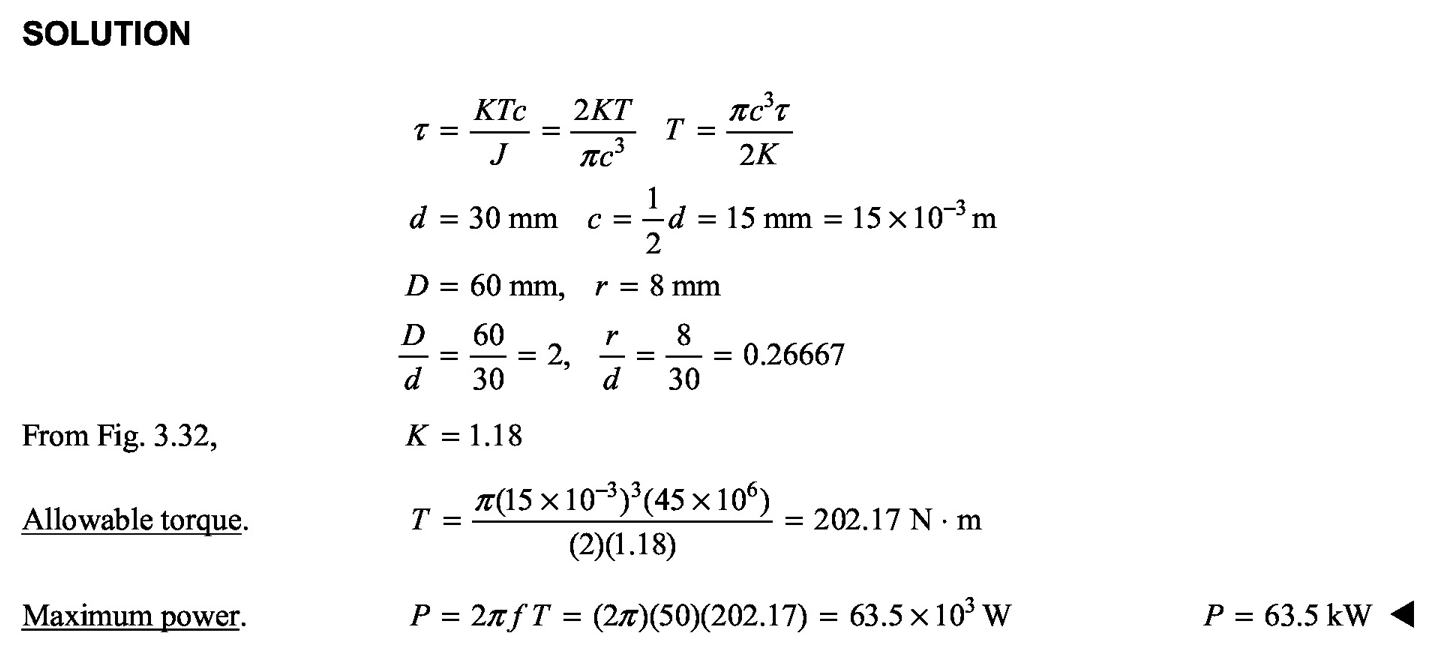 SOLUTION
τ = KTc/J = 2KT/πc³   T = πc³τ/2K
d = 30 mm   c = 1/2 d = 15 mm = 15 × 10⁻³ m
D = 60 mm,   r = 8 mm
D/d = 60/30 = 2,   r/d = 8/30 = 0.26667
From Fig. 3.32,   K = 1.18
Allowable torque.   T = π(15 × 10⁻³)³(45 × 10⁶)/(2)(1.18) = 202.17 N · m
Maximum power.   P = 2π f T = (2π)(50)(202.17) = 63.5 × 10³ W   P = 63.5 kW ◀